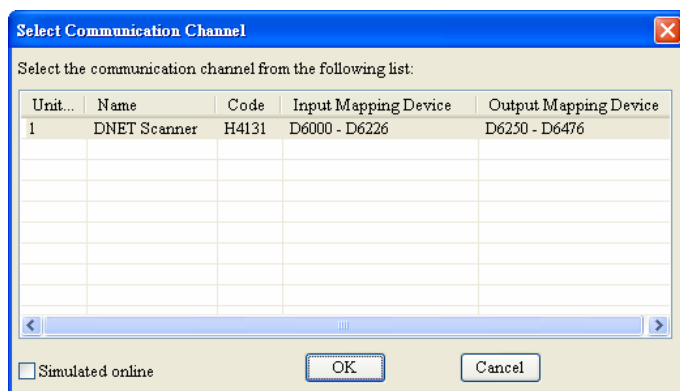 Select Communication Channel
Select the communication channel from the following list:
Unit... Name Code Input Mapping Device Output Mapping Device
1 DNET Scanner H4131 D6000 - D6226 D6250 - D6476
Simulated online OK Cancel